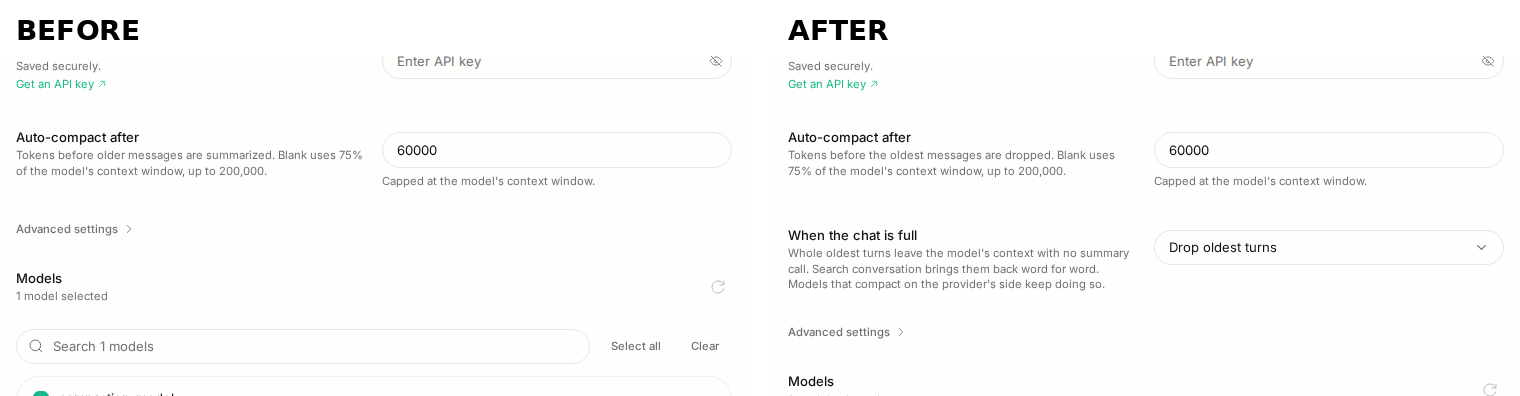 BEFORE
Saved securely.
Get an API key ↗
Enter API key
Auto-compact after
Tokens before older messages are summarized. Blank uses 75%
of the model's context window, up to 200,000.
60000
Capped at the model's context window.
Advanced settings
Models
1 model selected
Search 1 models
Select all
Clear
AFTER
Saved securely.
Get an API key ↗
Enter API key
Auto-compact after
Tokens before the oldest messages are dropped. Blank uses
75% of the model's context window, up to 200,000.
60000
Capped at the model's context window.
When the chat is full
Whole oldest turns leave the model's context with no summary
call. Search conversation brings them back word for word.
Models that compact on the provider's side keep doing so.
Drop oldest turns
Advanced settings
Models